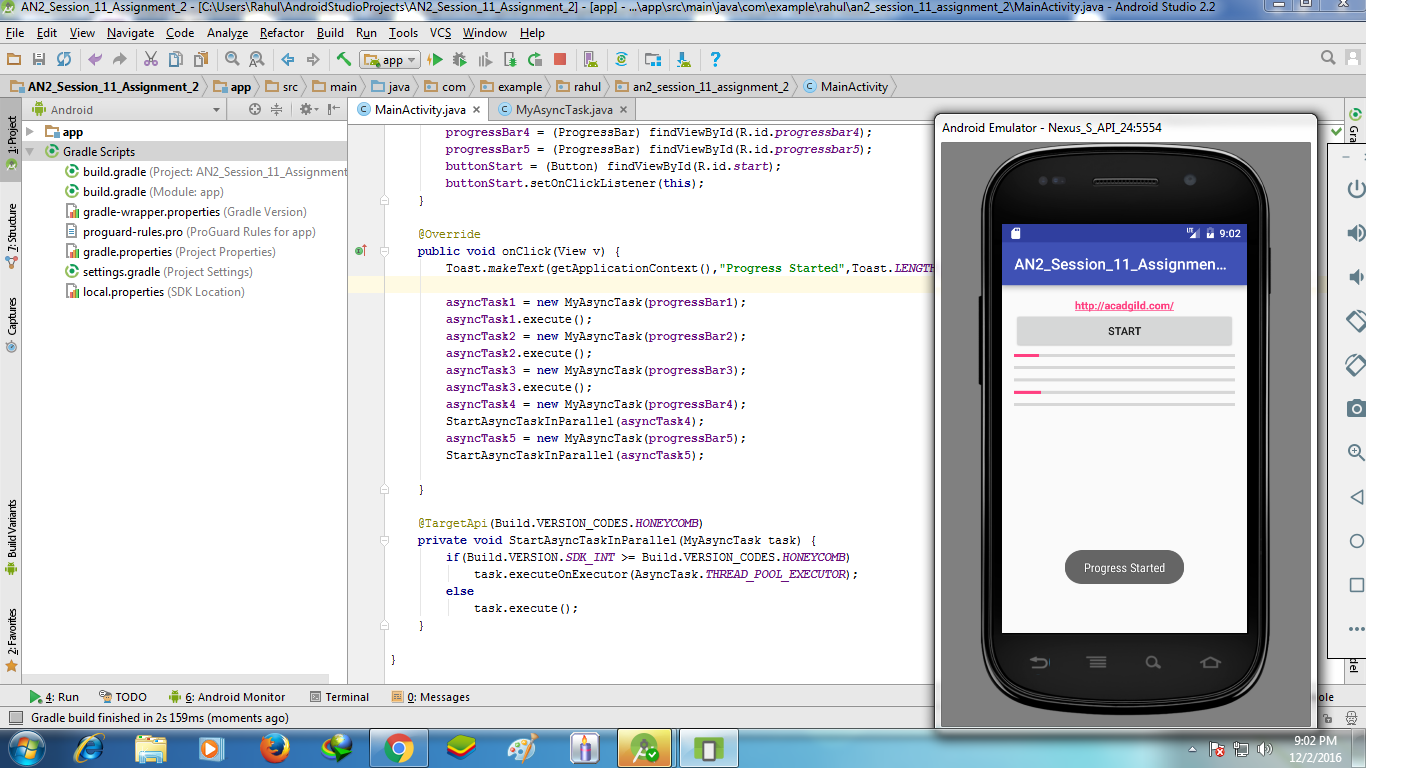 AN2_Session_11_Assignment_2 - [C:\Users\Rahul\AndroidStudioProjects\AN2_Session_11_Assignment_2] - [app] - ...\app\src\main\java\com\example\rahul\an2_session_11_assignment_2\MainActivity.java - Android Studio 2.2
File Edit View Navigate Code Analyze Refactor Build Run Tools VCS Window Help
app
AN2_Session_11_Assignment_2 app src main java com example rahul an2_session_11_assignment_2 MainActivity
Android
MainActivity.java MyAsyncTask.java
1: Project
7: Structure
Captures
Build Variants
2: Favorites
app
Gradle Scripts
build.gradle (Project: AN2_Session_11_Assignment
build.gradle (Module: app)
gradle-wrapper.properties (Gradle Version)
proguard-rules.pro (ProGuard Rules for app)
gradle.properties (Project Properties)
settings.gradle (Project Settings)
local.properties (SDK Location)
progressBar4 = (ProgressBar) findViewById(R.id.progressbar4);
progressBar5 = (ProgressBar) findViewById(R.id.progressbar5);
buttonStart = (Button) findViewById(R.id.start);
buttonStart.setOnClickListener(this);
}
@Override
public void onClick(View v) {
Toast.makeText(getApplicationContext(),"Progress Started",Toast.LENGTH
asyncTask1 = new MyAsyncTask(progressBar1);
asyncTask1.execute();
asyncTask2 = new MyAsyncTask(progressBar2);
asyncTask2.execute();
asyncTask3 = new MyAsyncTask(progressBar3);
asyncTask3.execute();
asyncTask4 = new MyAsyncTask(progressBar4);
StartAsyncTaskInParallel(asyncTask4);
asyncTask5 = new MyAsyncTask(progressBar5);
StartAsyncTaskInParallel(asyncTask5);
}
@TargetApi(Build.VERSION_CODES.HONEYCOMB)
private void StartAsyncTaskInParallel(MyAsyncTask task) {
if(Build.VERSION.SDK_INT >= Build.VERSION_CODES.HONEYCOMB)
task.executeOnExecutor(AsyncTask.THREAD_POOL_EXECUTOR);
else
task.execute();
}
}
Android Emulator - Nexus_S_API_24:5554
LTE 9:02
AN2_Session_11_Assignmen...
http://acadgild.com/
START
Progress Started
Gra
del
4: Run TODO 6: Android Monitor Terminal 0: Messages
ole
Gradle build finished in 2s 159ms (moments ago)
9:02 PM
12/2/2016